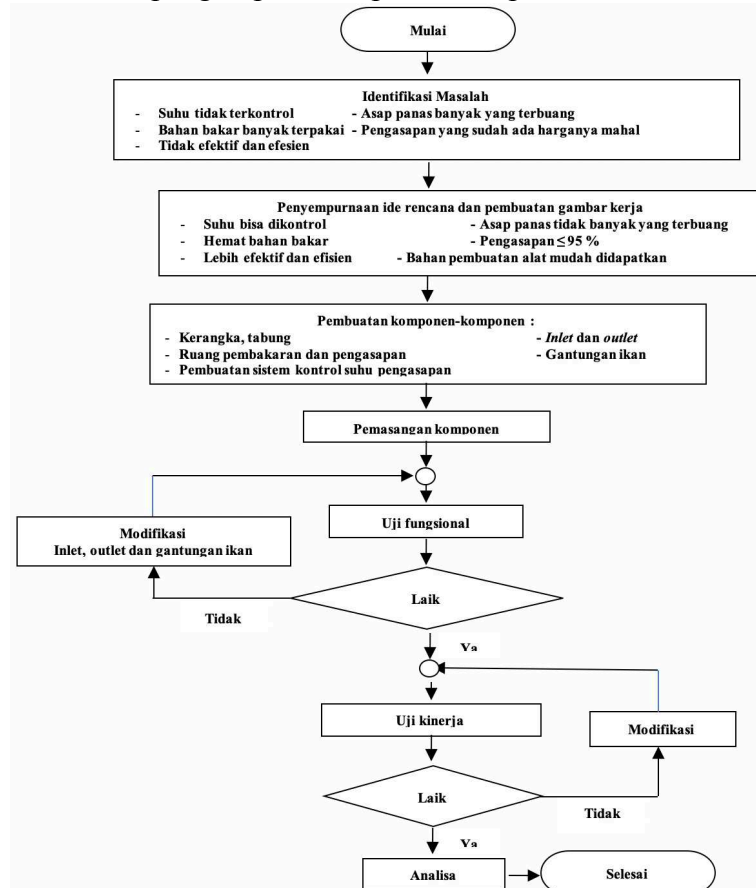 Mulai
Identifikasi Masalah
- Suhu tidak terkontrol - Asap panas banyak yang terbuang
- Bahan bakar banyak terpakai - Pengasapan yang sudah ada harganya mahal
- Tidak efektif dan efesien
Penyempurnaan ide rencana dan pembuatan gambar kerja
- Suhu bisa dikontrol - Asap panas tidak banyak yang terbuang
- Hemat bahan bakar - Pengasapan ≤ 95 %
- Lebih efektif dan efisien - Bahan pembuatan alat mudah didapatkan
Pembuatan komponen-komponen :
- Kerangka, tabung - Inlet dan outlet
- Ruang pembakaran dan pengasapan - Gantungan ikan
- Pembuatan sistem kontrol suhu pengasapan
Pemasangan komponen
Uji fungsional
Modifikasi
Inlet, outlet dan gantungan ikan
Laik
Tidak
Ya
Uji kinerja
Modifikasi
Laik
Tidak
Ya
Analisa
Selesai